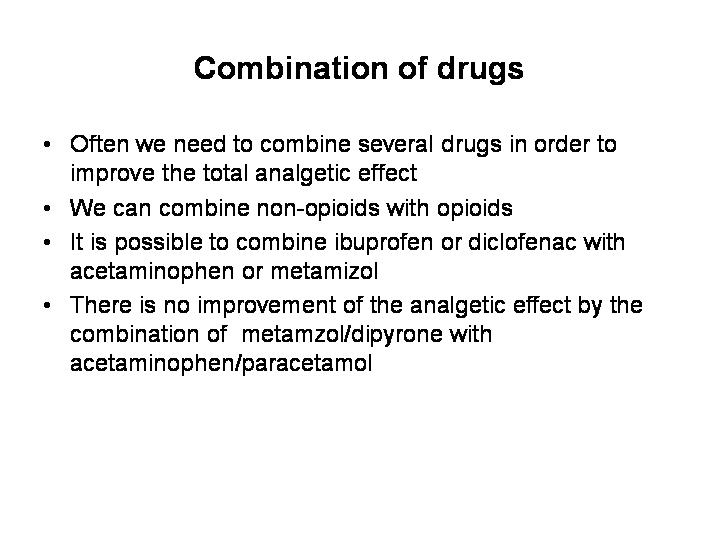 Combination of drugs
• Often we need to combine several drugs in order to
improve the total analgetic effect
• We can combine non-opioids with opioids
• It is possible to combine ibuprofen or diclofenac with
acetaminophen or metamizol
• There is no improvement of the analgetic effect by the
combination of  metamzol/dipyrone with
acetaminophen/paracetamol